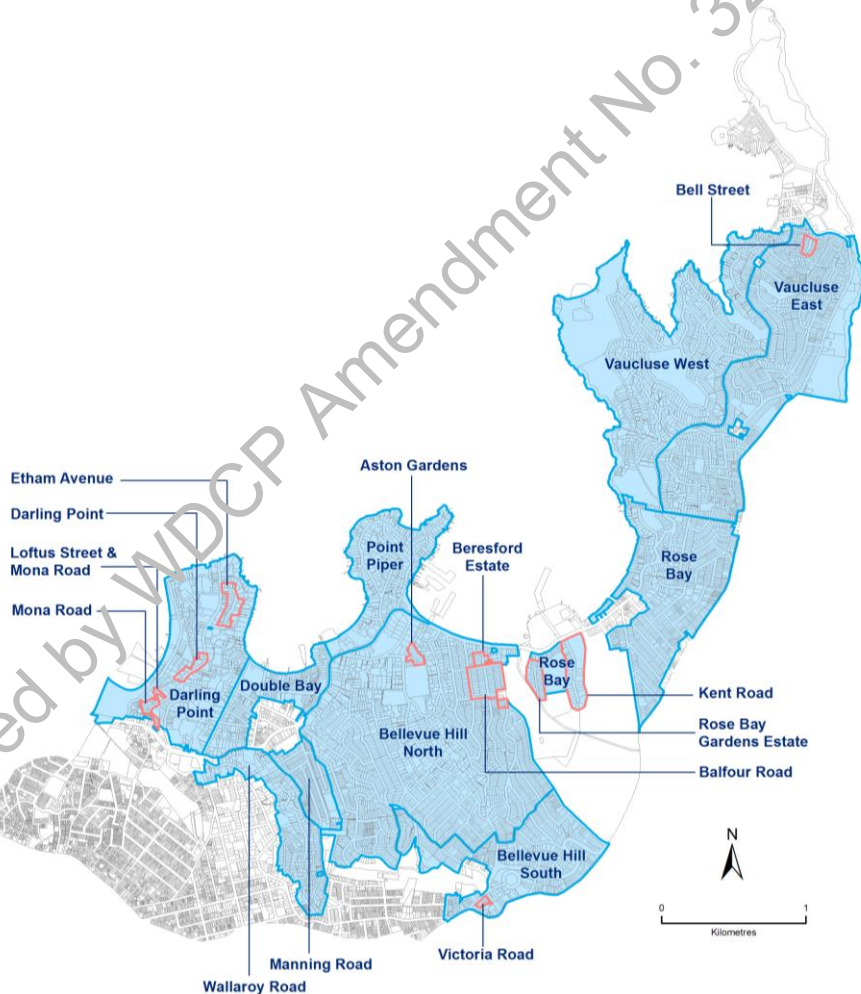 ed by WDCP Amendment No. 32
Bell Street
Vaucluse
East
Vaucluse West
Etham Avenue
Aston Gardens
Darling Point
Point
Piper
Beresford
Estate
Loftus Street &
Mona Road
Rose
Bay
Mona Road
Darling
Point
Double Bay
Rose
Bay
Kent Road
Bellevue Hill
North
Rose Bay
Gardens Estate
Balfour Road
Bellevue Hill
South
N
0 1
Kilometres
Victoria Road
Manning Road
Wallaroy Road